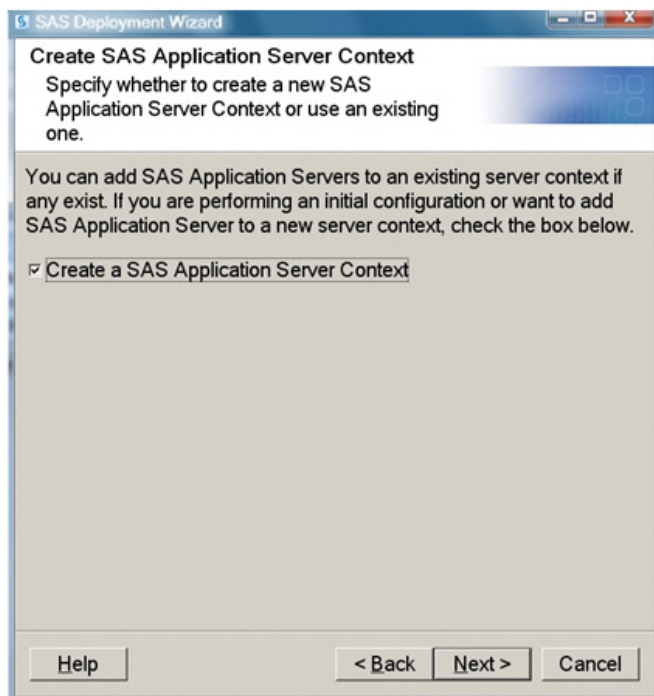 SAS Deployment Wizard
Create SAS Application Server Context
Specify whether to create a new SAS
Application Server Context or use an existing
one.
You can add SAS Application Servers to an existing server context if
any exist. If you are performing an initial configuration or want to add
SAS Application Server to a new server context, check the box below.
Create a SAS Application Server Context
Help
< Back
Next >
Cancel